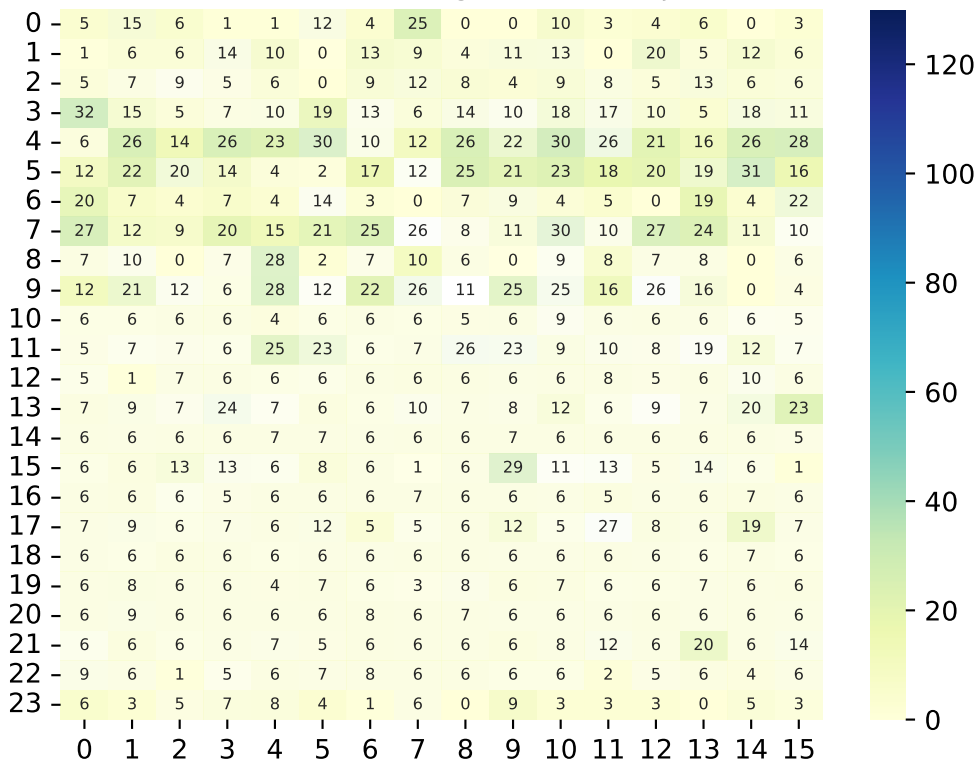 0 5 15 6 1 1 12 4 25 0 0 10 3 4 6 0 3
1 1 6 6 14 10 0 13 9 4 11 13 0 20 5 12 6
2 5 7 9 5 6 0 9 12 8 4 9 8 5 13 6 6
3 32 15 5 7 10 19 13 6 14 10 18 17 10 5 18 11
4 6 26 14 26 23 30 10 12 26 22 30 26 21 16 26 28
5 12 22 20 14 4 2 17 12 25 21 23 18 20 19 31 16
6 20 7 4 7 4 14 3 0 7 9 4 5 0 19 4 22
7 27 12 9 20 15 21 25 26 8 11 30 10 27 24 11 10
8 7 10 0 7 28 2 7 10 6 0 9 8 7 8 0 6
9 12 21 12 6 28 12 22 26 11 25 25 16 26 16 0 4
10 6 6 6 6 4 6 6 6 5 6 9 6 6 6 6 5
11 5 7 7 6 25 23 6 7 26 23 9 10 8 19 12 7
12 5 1 7 6 6 6 6 6 6 6 6 8 5 6 10 6
13 7 9 7 24 7 6 6 10 7 8 12 6 9 7 20 23
14 6 6 6 6 7 7 6 6 6 7 6 6 6 6 6 5
15 6 6 13 13 6 8 6 1 6 29 11 13 5 14 6 1
16 6 6 6 5 6 6 6 7 6 6 6 5 6 6 7 6
17 7 9 6 7 6 12 5 5 6 12 5 27 8 6 19 7
18 6 6 6 6 6 6 6 6 6 6 6 6 6 6 7 6
19 6 8 6 6 4 7 6 3 8 6 7 6 6 7 6 6
20 6 9 6 6 6 6 8 6 7 6 6 6 6 6 6 6
21 6 6 6 6 7 5 6 6 6 6 8 12 6 20 6 14
22 9 6 1 5 6 7 8 6 6 6 6 2 5 6 4 6
23 6 3 5 7 8 4 1 6 0 9 3 3 3 0 5 3
0 1 2 3 4 5 6 7 8 9 10 11 12 13 14 15
120
100
80
60
40
20
0